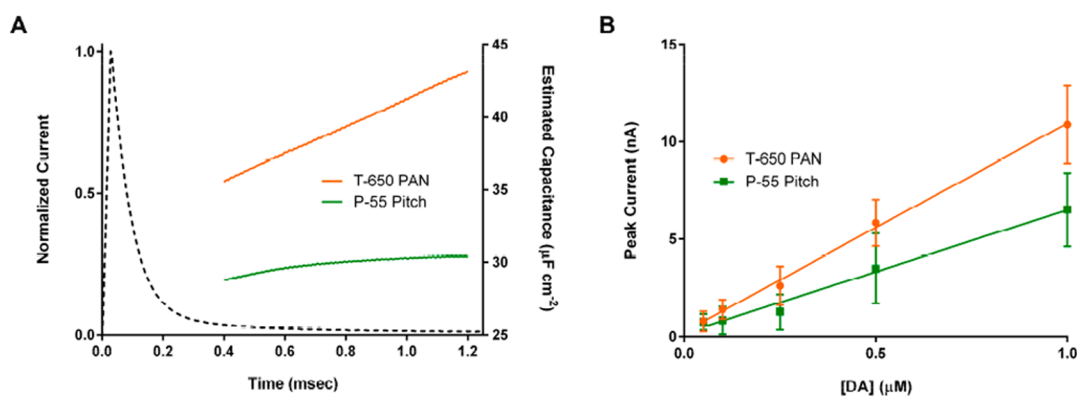 A
B
Normalized Current
1.0
0.5
0.0
0.0
0.2
0.4
0.6
0.8
1.0
1.2
Time (msec)
45
40
35
30
25
Estimated Capacitance (μF cm-2)
T-650 PAN
P-55 Pitch
Peak Current (nA)
15
10
5
0
0.0
0.5
1.0
[DA] (μM)
T-650 PAN
P-55 Pitch